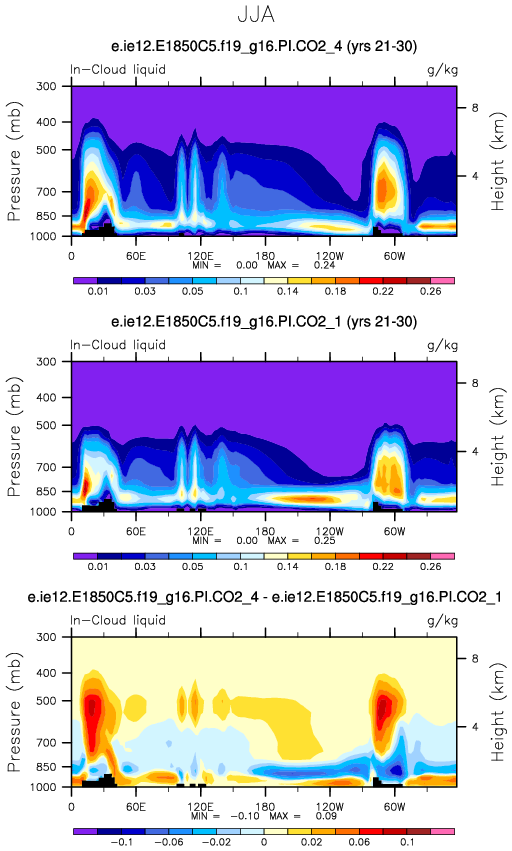 JJA
e.ie12.E1850C5.f19_g16.PI.CO2_4 (yrs 21-30)
In-Cloud liquid g/kg
Pressure (mb)
300
400
500
700
850
1000
8
4
Height (km)
0 60E 120E 180 120W 60W
MIN = 0.00 MAX = 0.24
0.01 0.03 0.05 0.1 0.14 0.18 0.22 0.26
e.ie12.E1850C5.f19_g16.PI.CO2_1 (yrs 21-30)
In-Cloud liquid g/kg
Pressure (mb)
300
400
500
700
850
1000
8
4
Height (km)
0 60E 120E 180 120W 60W
MIN = 0.00 MAX = 0.25
0.01 0.03 0.05 0.1 0.14 0.18 0.22 0.26
e.ie12.E1850C5.f19_g16.PI.CO2_4 - e.ie12.E1850C5.f19_g16.PI.CO2_1
In-Cloud liquid g/kg
Pressure (mb)
300
400
500
700
850
1000
8
4
Height (km)
0 60E 120E 180 120W 60W
MIN = -0.10 MAX = 0.09
-0.1 -0.06 -0.02 0 0.02 0.06 0.1